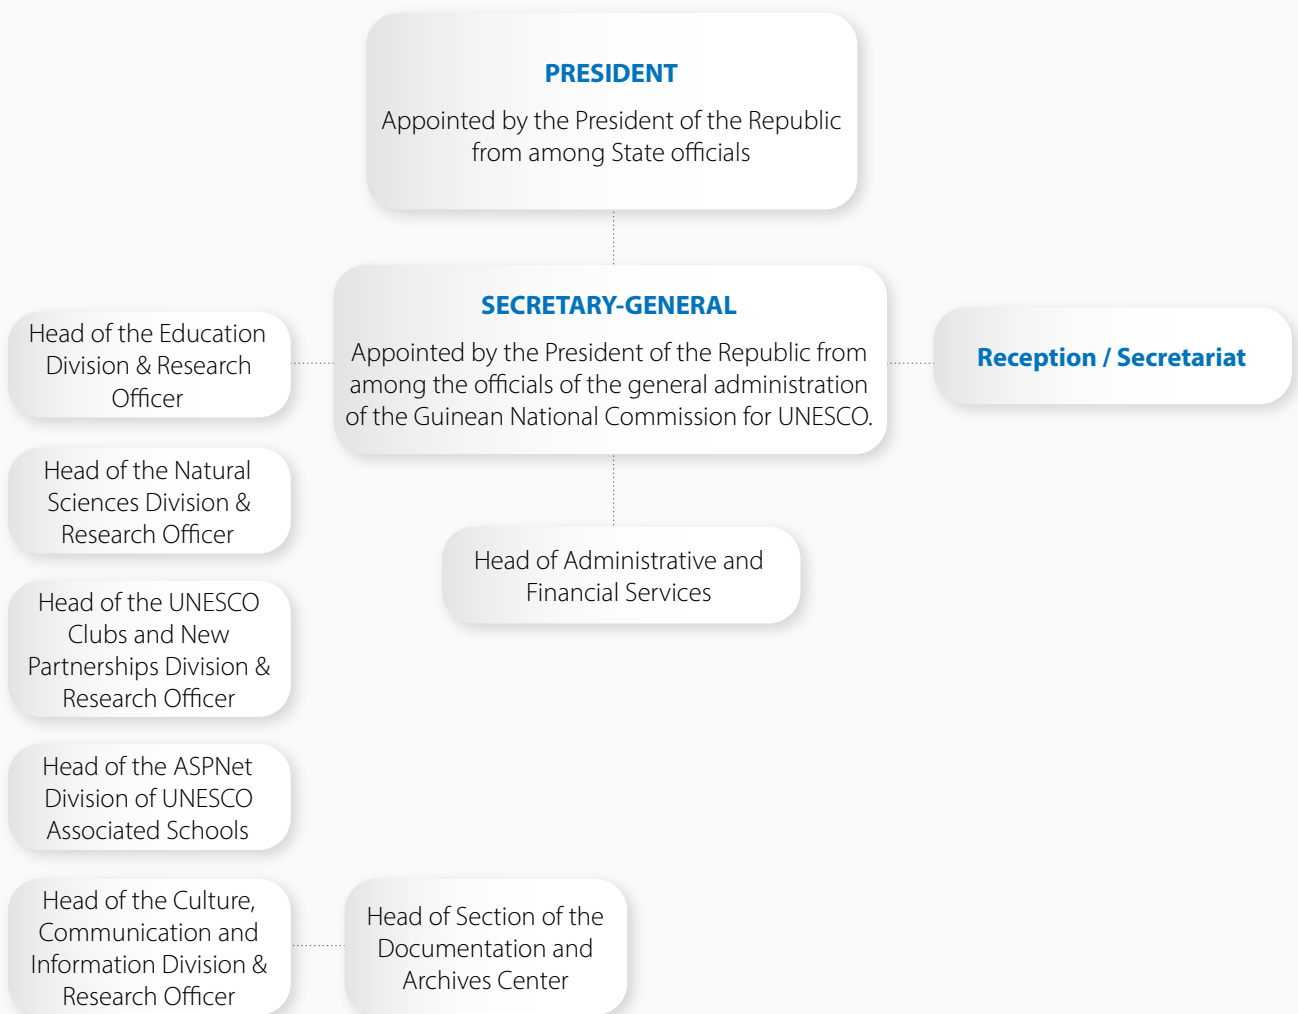 PRESIDENT
Appointed by the President of the Republic
from among State officials
SECRETARY-GENERAL
Appointed by the President of the Republic from
among the officials of the general administration
of the Guinean National Commission for UNESCO.
Reception / Secretariat
Head of the Education
Division & Research
Officer
Head of the Natural
Sciences Division &
Research Officer
Head of Administrative and
Financial Services
Head of the UNESCO
Clubs and New
Partnerships Division &
Research Officer
Head of the ASPNet
Division of UNESCO
Associated Schools
Head of the Culture,
Communication and
Information Division &
Research Officer
Head of Section of the
Documentation and
Archives Center